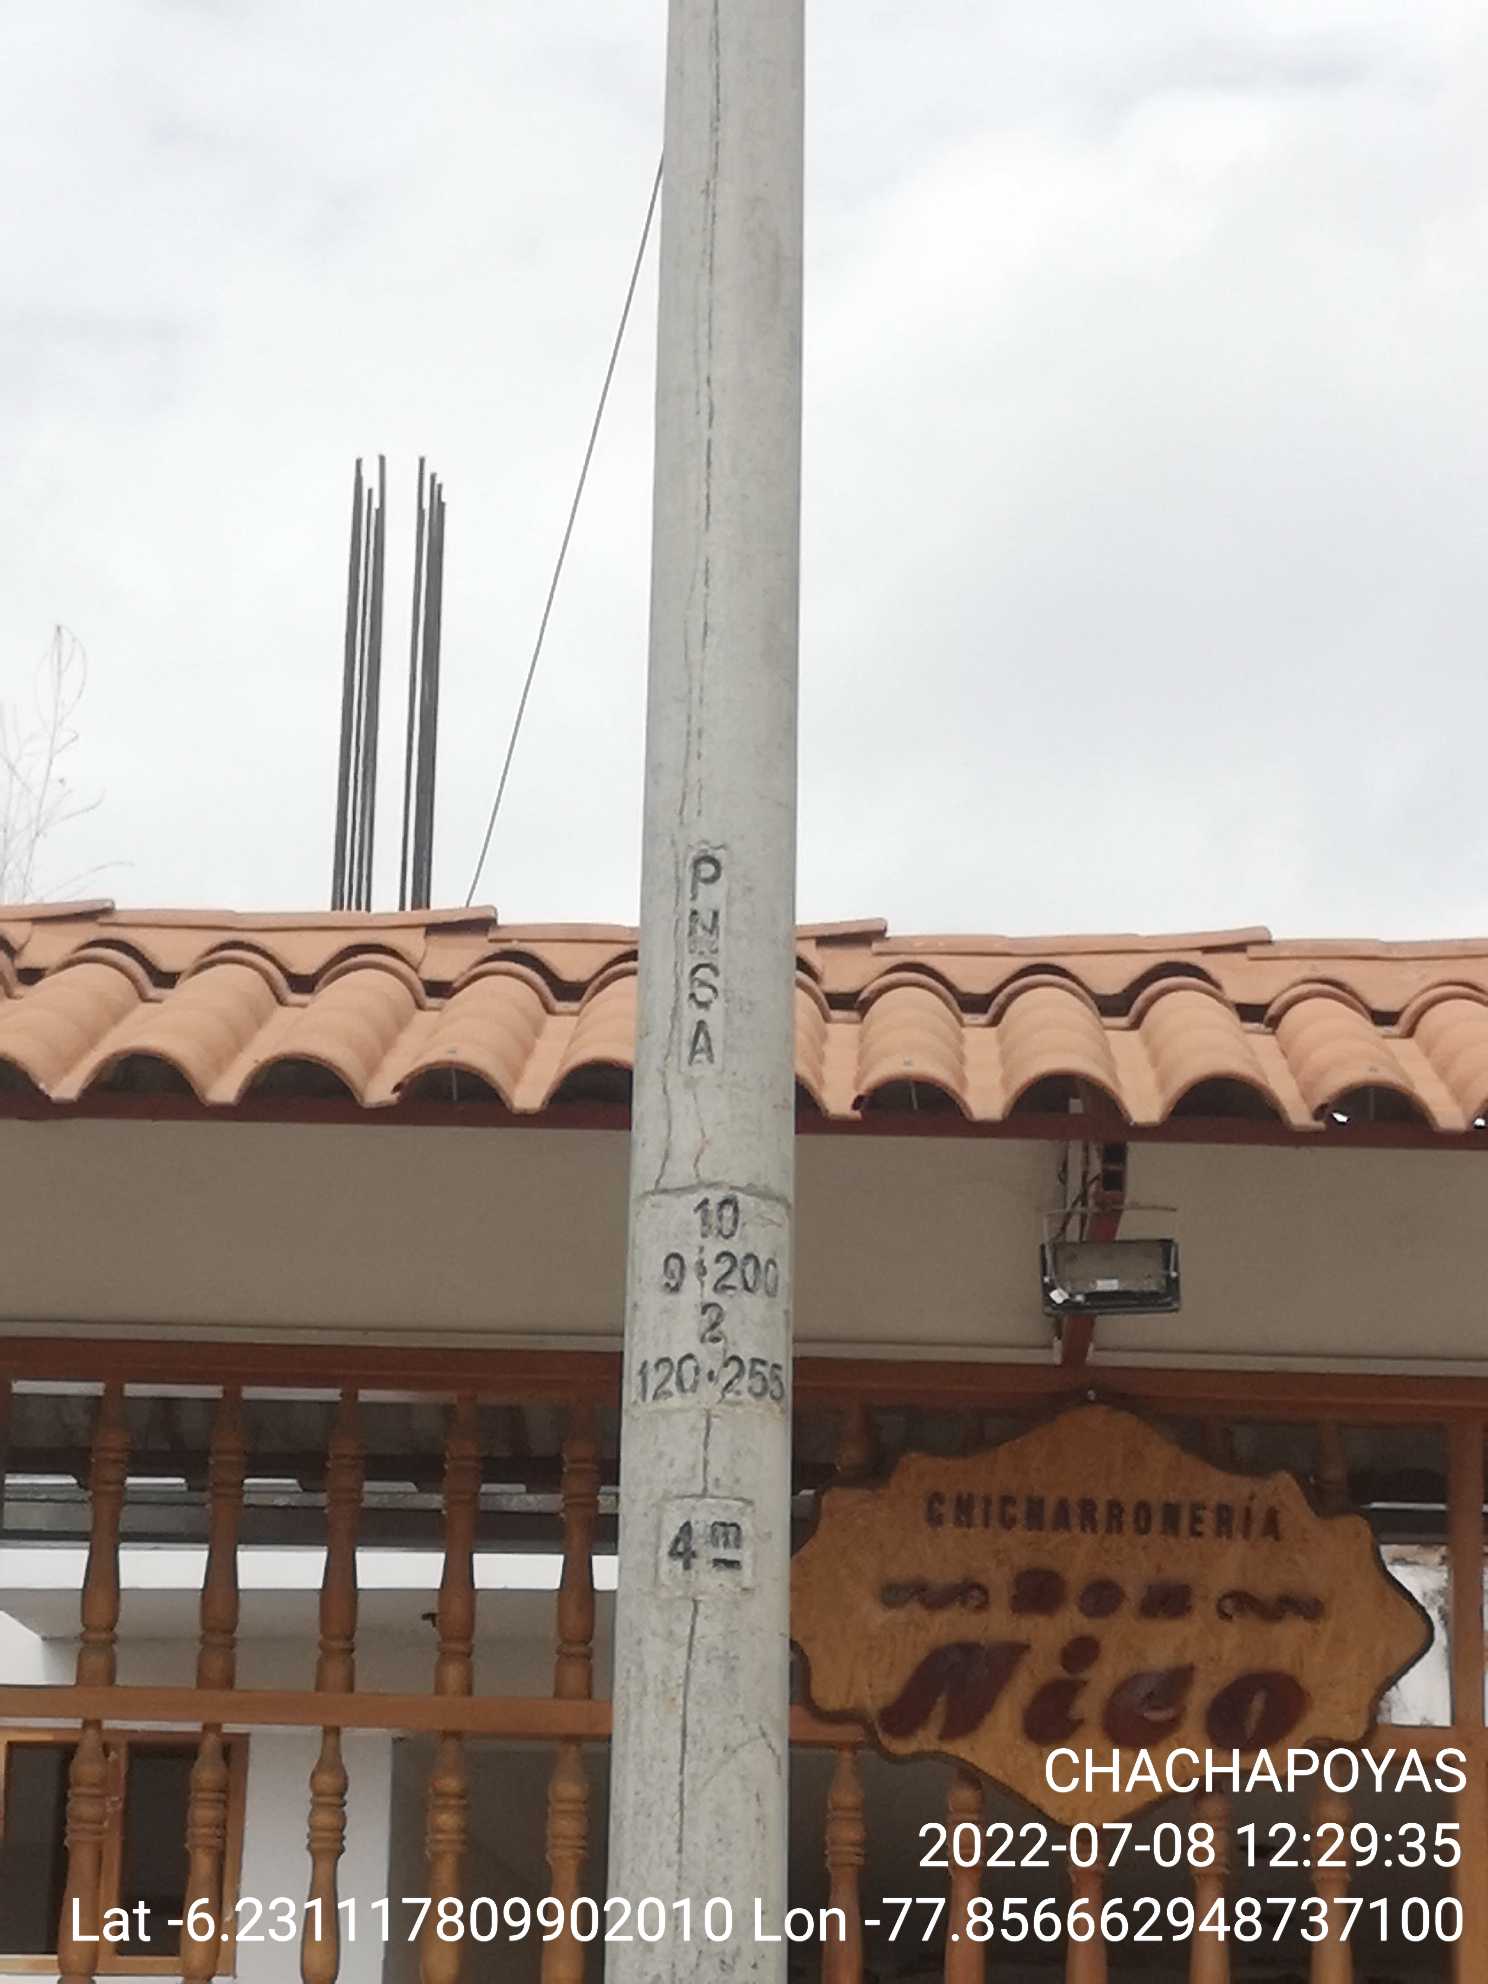 P
N
S
A
10
9 200
2
120·255
4 m
CHICHARRONERÍA
Don
Nico
CHACHAPOYAS
2022-07-08 12:29:35
Lat -6.231117809902010 Lon -77.856662948737100